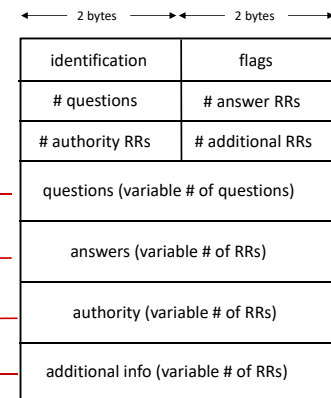 2 bytes 2 bytes
identification flags
# questions # answer RRs
# authority RRs # additional RRs
questions (variable # of questions)
answers (variable # of RRs)
authority (variable # of RRs)
additional info (variable # of RRs)